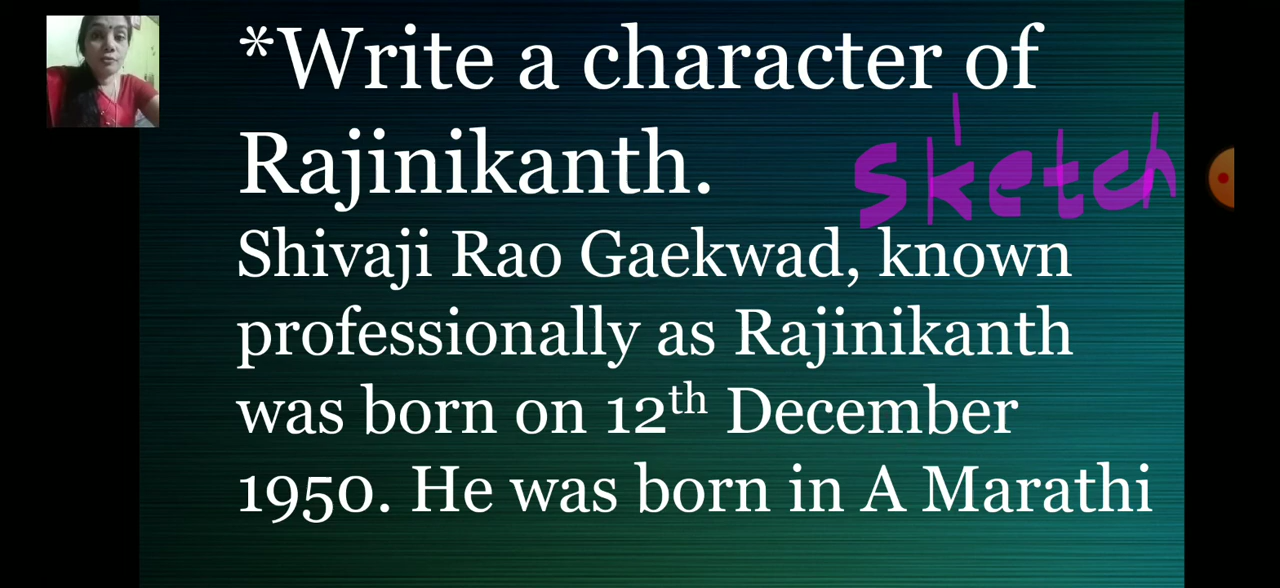 *Write a character of
sketch
Rajinikanth.
Shivaji Rao Gaekwad, known
professionally as Rajinikanth
was born on 12th December
1950. He was born in A Marathi